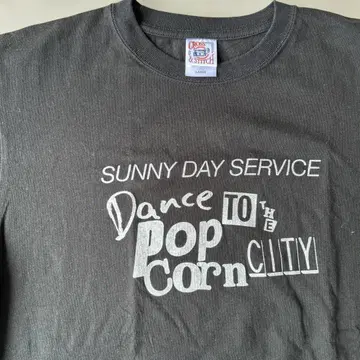 SUNNY DAY SERVICE
Dance TO THE
POP
Corn CITY